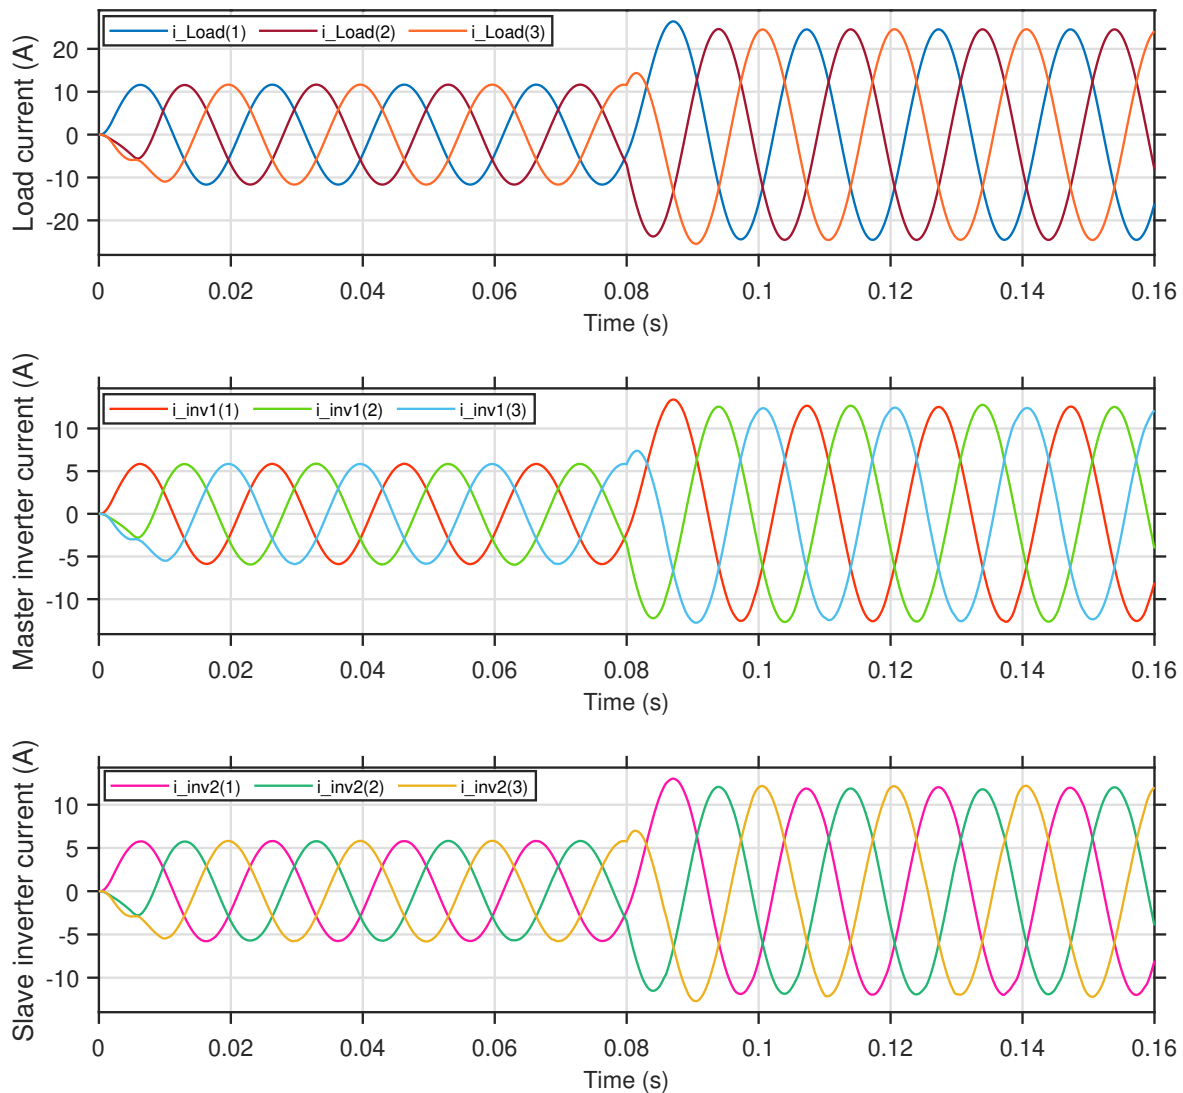 Load current (A)
i_Load(1) i_Load(2) i_Load(3)
20
10
0
-10
-20
0 0.02 0.04 0.06 0.08 0.1 0.12 0.14 0.16
Time (s)
Master inverter current (A)
i_inv1(1) i_inv1(2) i_inv1(3)
10
5
0
-5
-10
0 0.02 0.04 0.06 0.08 0.1 0.12 0.14 0.16
Time (s)
Slave inverter current (A)
i_inv2(1) i_inv2(2) i_inv2(3)
10
5
0
-5
-10
0 0.02 0.04 0.06 0.08 0.1 0.12 0.14 0.16
Time (s)